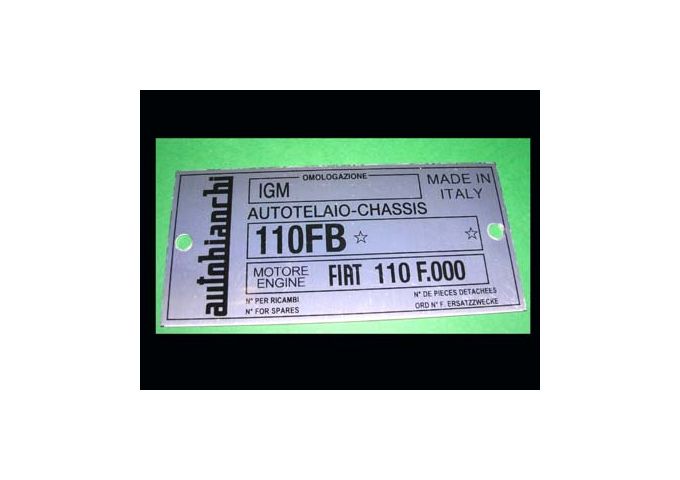 autobianchi
OMOLOGAZIONE
IGM
MADE IN
ITALY
AUTOTELAIO-CHASSIS
110FB ☆ ☆
MOTORE
ENGINE
FIAT 110 F.000
N° PER RICAMBI
N° FOR SPARES
N° DE PIECES DETACHEES
ORD N° F. ERSATZZWECKE